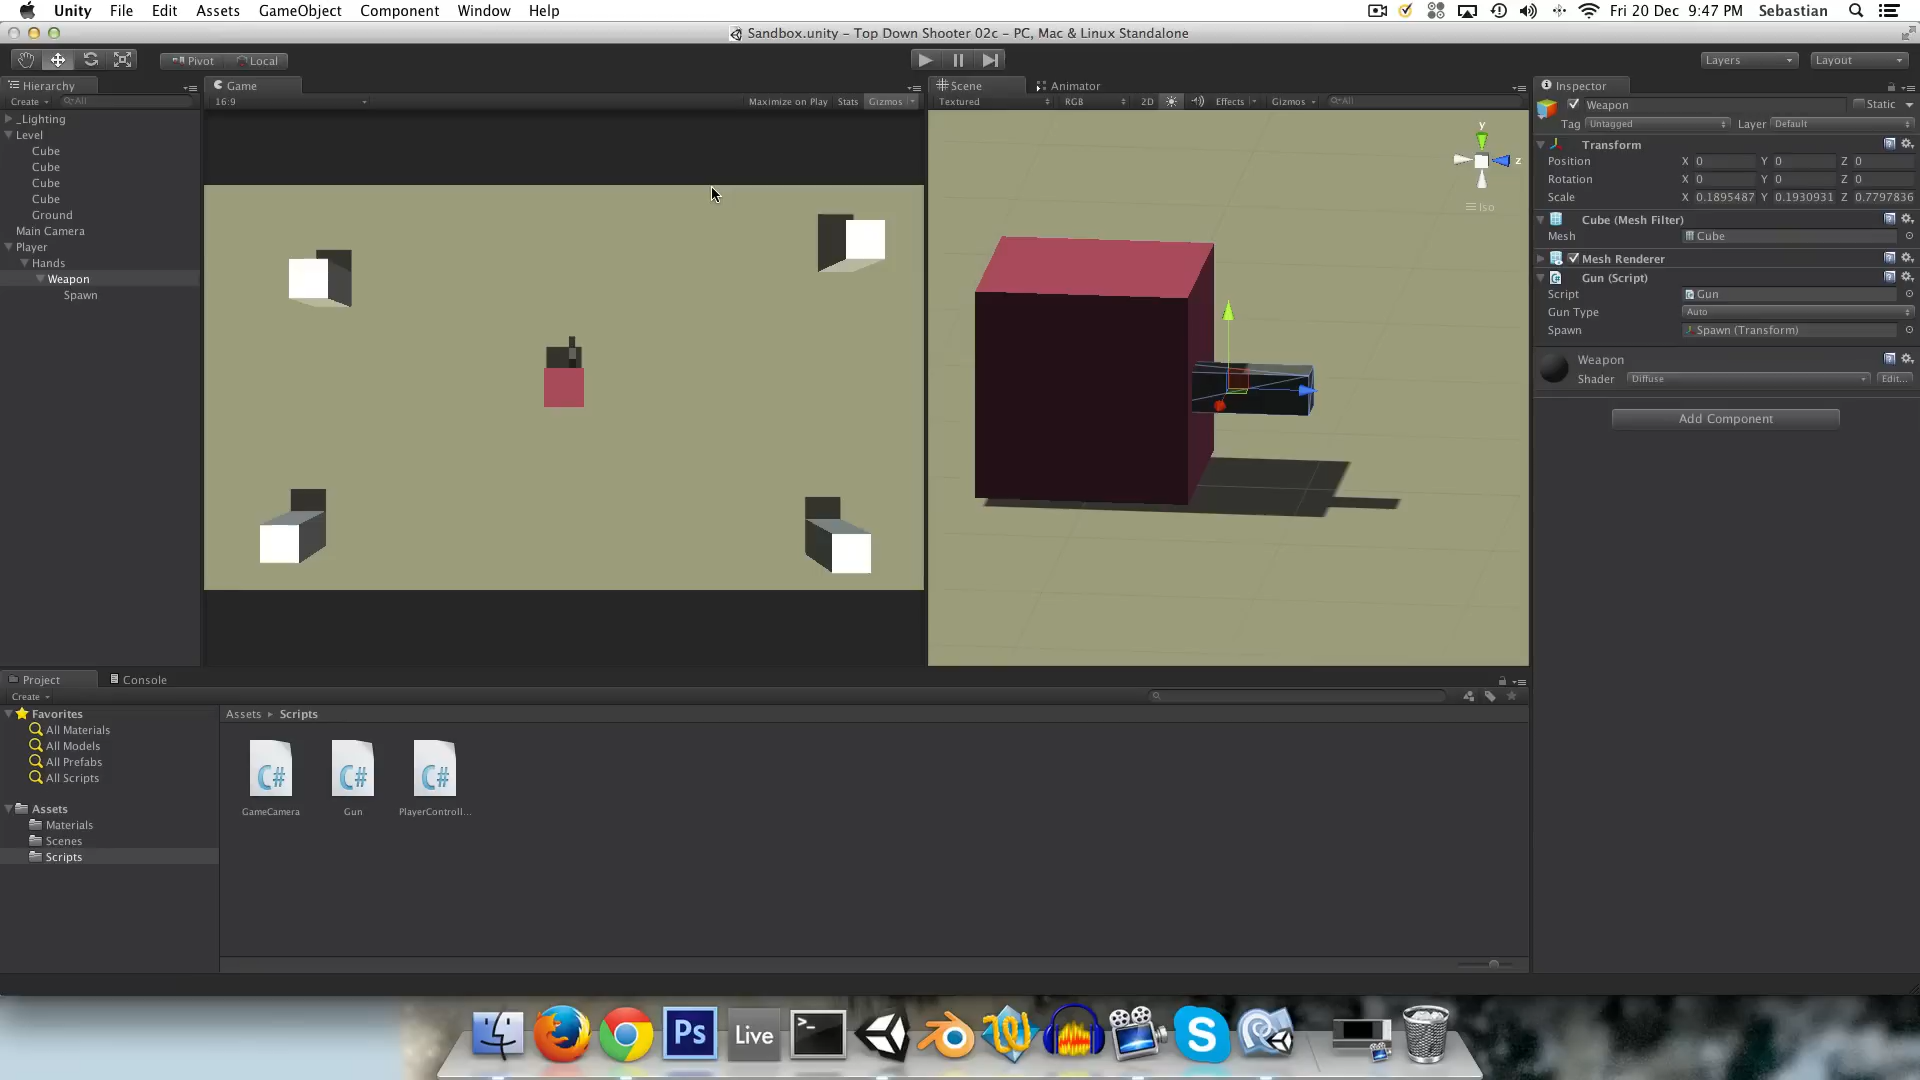 Unity File Edit Assets GameObject Component Window Help Fri 20 Dec 9:47 PM Sebastian
Sandbox.unity – Top Down Shooter 02c – PC, Mac & Linux Standalone
Pivot Local Layers Layout
Hierarchy Game Scene Animator Inspector
Create All 16:9 Maximize on Play Stats Gizmos Textured RGB 2D Effects Gizmos All
Weapon Static
Tag Untagged Layer Default
_Lighting
Level
Cube
Cube
Cube
Cube
Ground
Main Camera
Player
Hands
Weapon
Spawn
y
z
Iso
Transform
Position X 0 Y 0 Z 0
Rotation X 0 Y 0 Z 0
Scale X 0.1895487 Y 0.1930931 Z 0.7797836
Cube (Mesh Filter)
Mesh Cube
Mesh Renderer
Gun (Script)
Script Gun
Gun Type Auto
Spawn Spawn (Transform)
Weapon
Shader Diffuse Edit...
Add Component
Project Console
Create
Favorites
All Materials
All Models
All Prefabs
All Scripts
Assets
Materials
Scenes
Scripts
Assets Scripts
C# C# C#
GameCamera Gun PlayerControll...
Ps Live